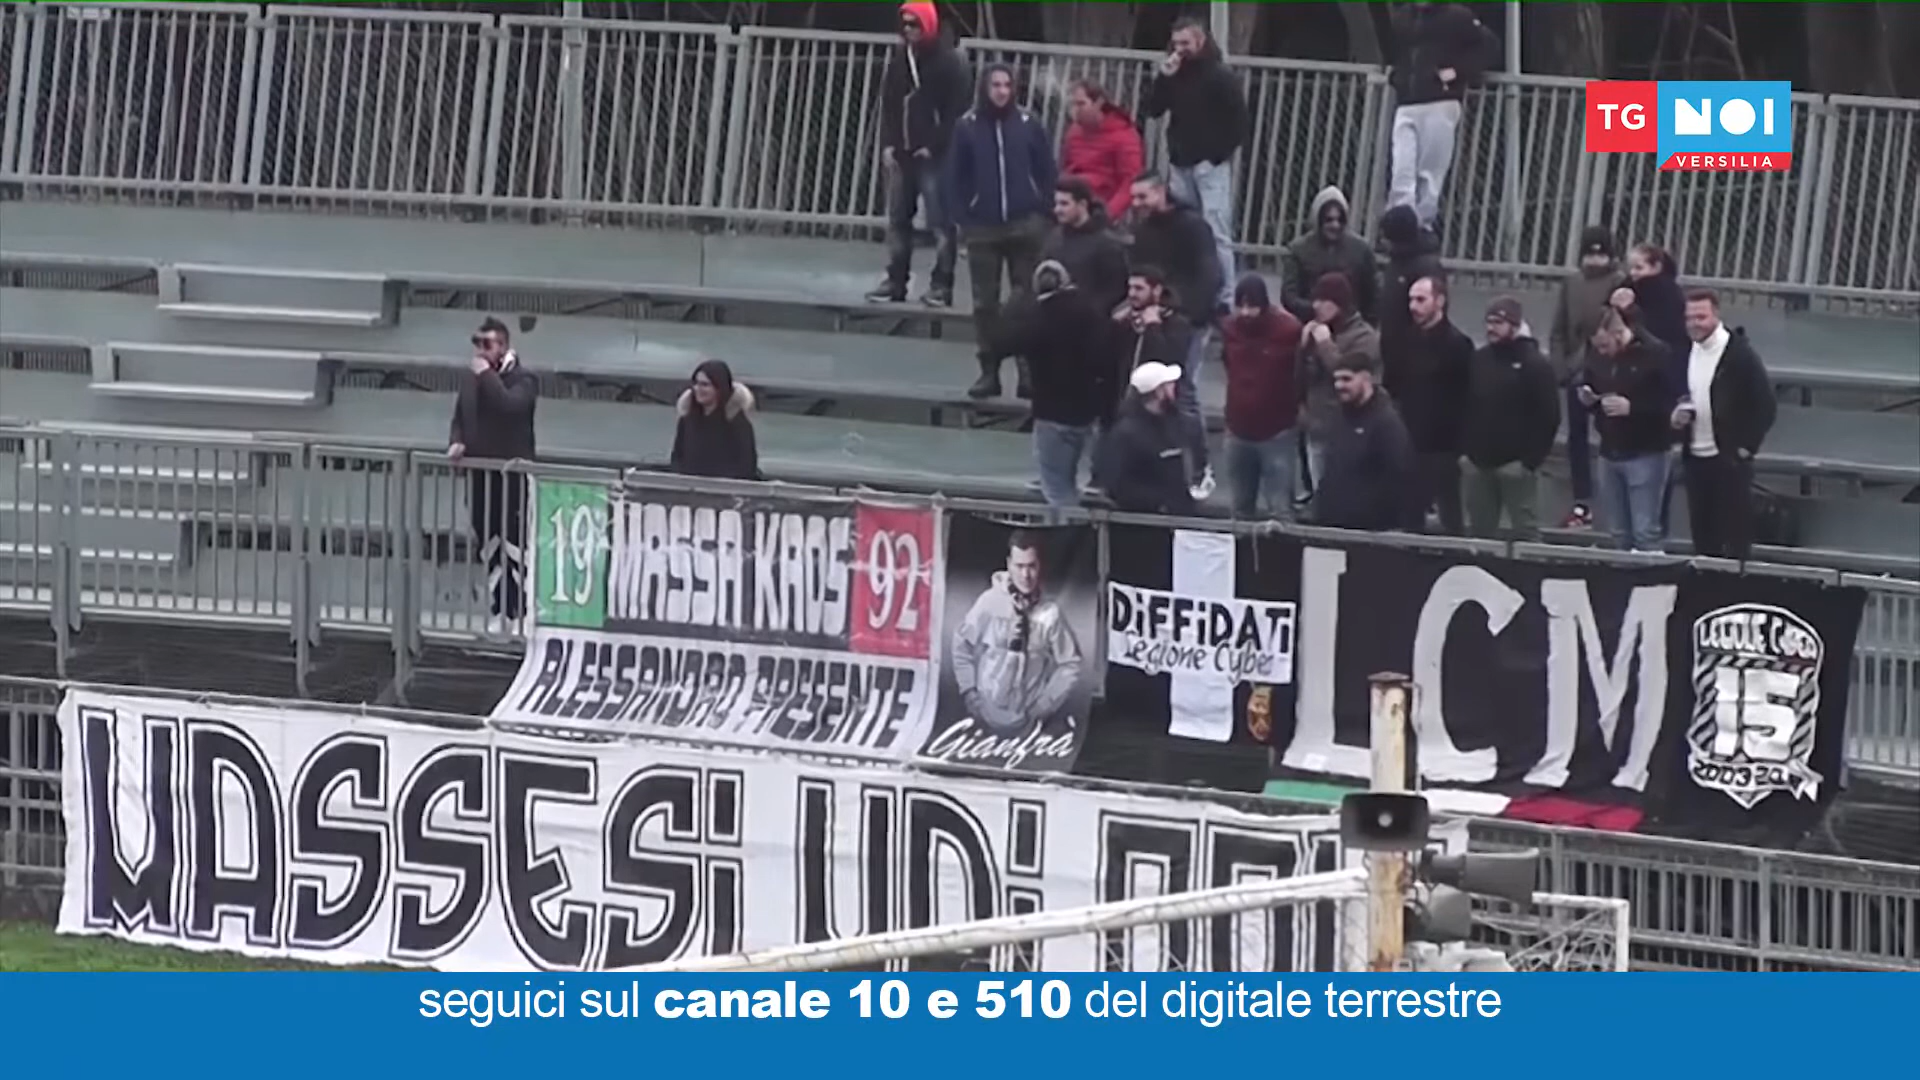 TG NOI
VERSILIA
19 MASSA KAOS 92
ALESSANDRO PRESENTE
Gianfrà
DiFFiDATi
Legione Cyber
LCM
15
MASSESI
seguici sul canale 10 e 510 del digitale terrestre